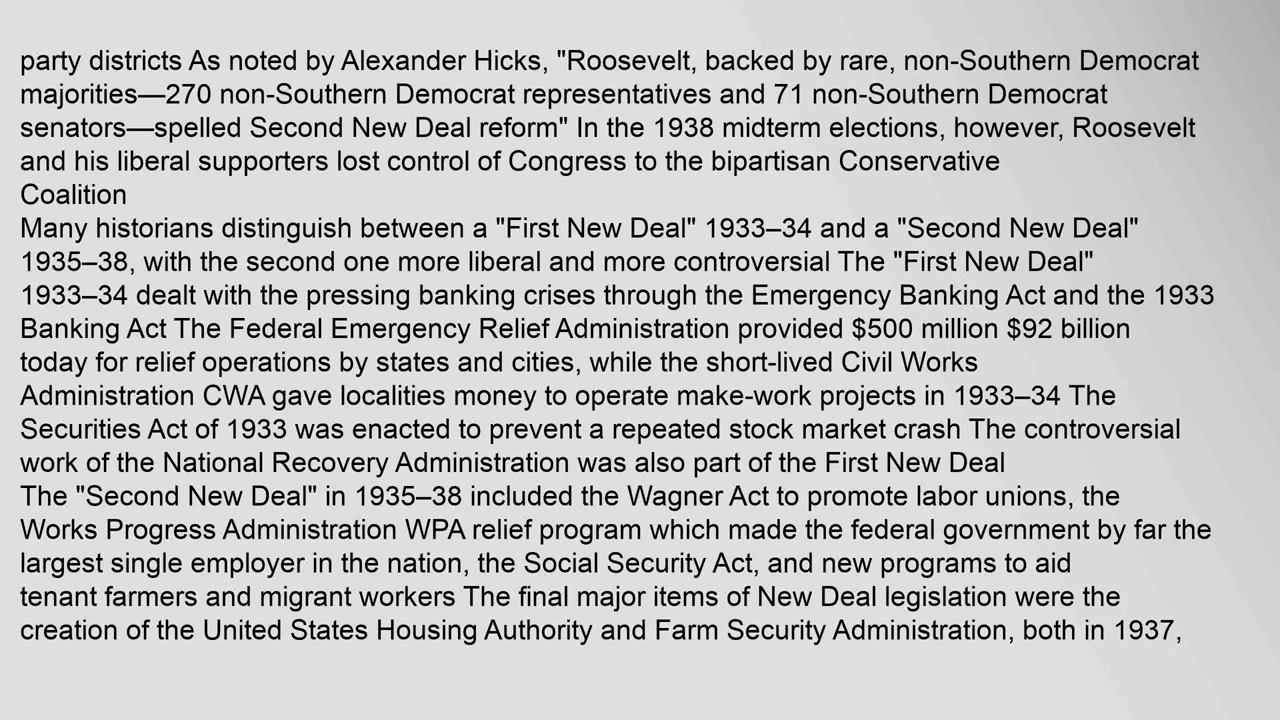 party districts As noted by Alexander Hicks, "Roosevelt, backed by rare, non-Southern Democrat
majorities—270 non-Southern Democrat representatives and 71 non-Southern Democrat
senators—spelled Second New Deal reform" In the 1938 midterm elections, however, Roosevelt
and his liberal supporters lost control of Congress to the bipartisan Conservative
Coalition
Many historians distinguish between a "First New Deal" 1933–34 and a "Second New Deal"
1935–38, with the second one more liberal and more controversial The "First New Deal"
1933–34 dealt with the pressing banking crises through the Emergency Banking Act and the 1933
Banking Act The Federal Emergency Relief Administration provided $500 million $92 billion
today for relief operations by states and cities, while the short-lived Civil Works
Administration CWA gave localities money to operate make-work projects in 1933–34 The
Securities Act of 1933 was enacted to prevent a repeated stock market crash The controversial
work of the National Recovery Administration was also part of the First New Deal
The "Second New Deal" in 1935–38 included the Wagner Act to promote labor unions, the
Works Progress Administration WPA relief program which made the federal government by far the
largest single employer in the nation, the Social Security Act, and new programs to aid
tenant farmers and migrant workers The final major items of New Deal legislation were the
creation of the United States Housing Authority and Farm Security Administration, both in 1937,